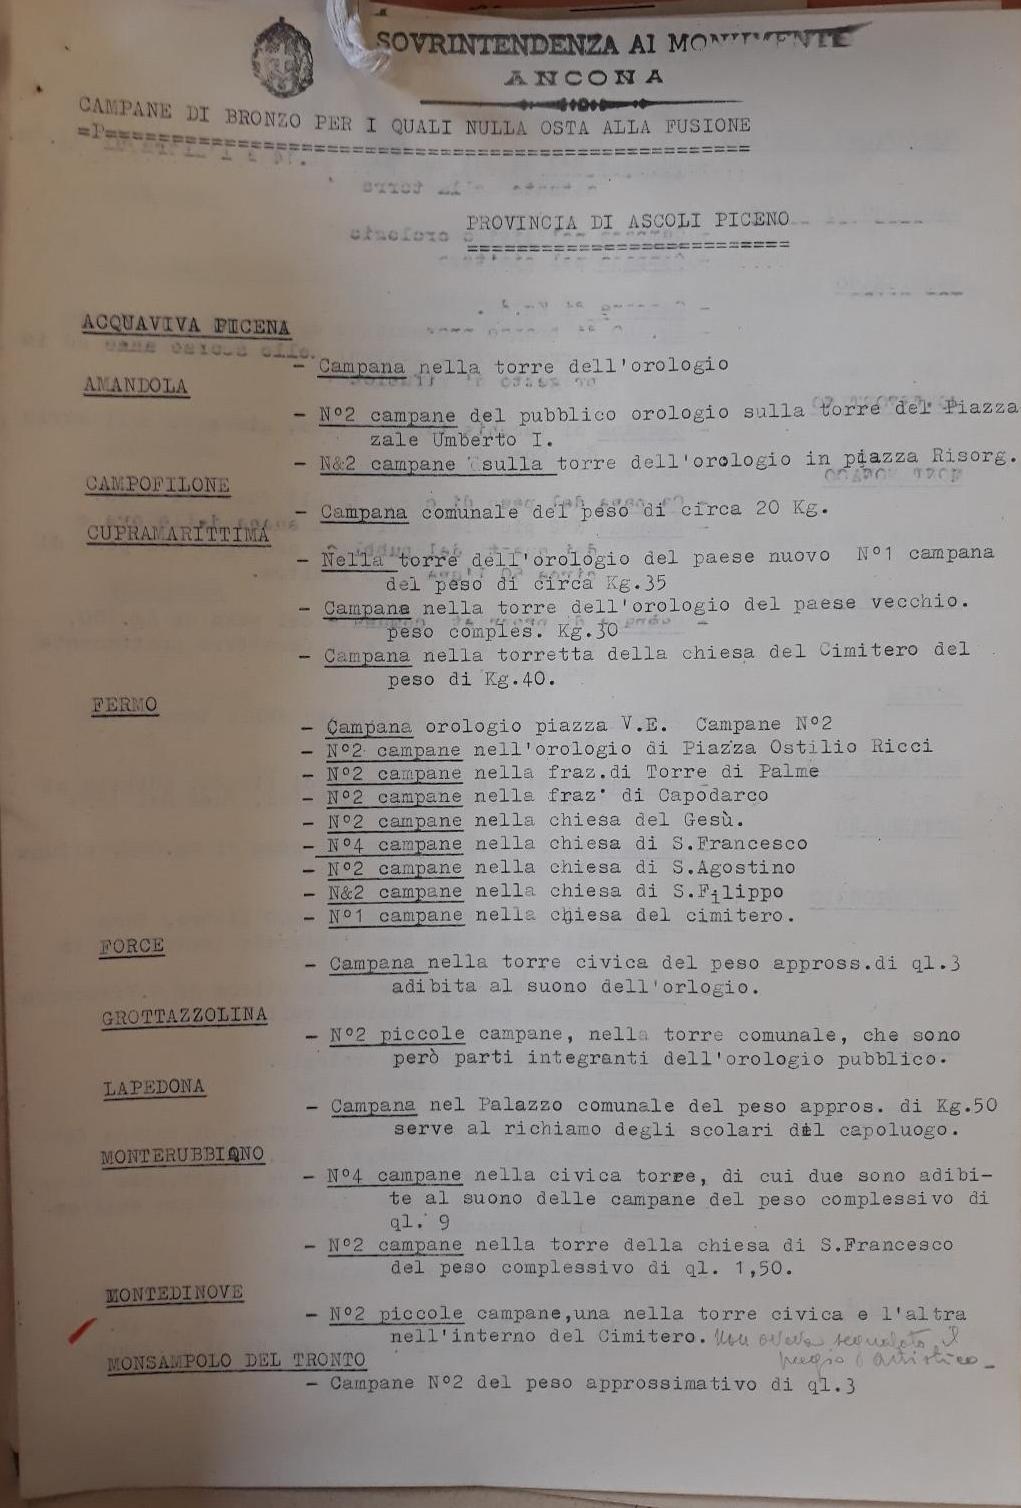 SOVRINTENDENZA AI MONUMENTI
ANCONA
CAMPANE DI BRONZO PER I QUALI NULLA OSTA ALLA FUSIONE
=P==================================================
PROVINCIA DI ASCOLI PICENO
==========================
ACQUAVIVA PICENA
- Campana nella torre dell'orologio
AMANDOLA
- N°2 campane del pubblico orologio sulla torre del Piazza
zale Umberto I.
- N&2 campane sulla torre dell'orologio in piazza Risorg.
CAMPOFILONE
- Campana comunale del peso di circa 20 Kg.
CUPRAMARITTIMA
- Nella torre dell'orologio del paese nuovo N°1 campana
del peso di circa Kg.35
- Campane nella torre dell'orologio del paese vecchio.
peso comples. Kg.30
- Campana nella torretta della chiesa del Cimitero del
peso di Kg.40.
FERMO
- Campana orologio piazza V.E. Campane N°2
- N°2 campane nell'orologio di Piazza Ostilio Ricci
- N°2 campane nella fraz.di Torre di Palme
- N°2 campane nella fraz. di Capodarco
- N°2 campane nella chiesa del Gesù.
- N°4 campane nella chiesa di S.Francesco
- N°2 campane nella chiesa di S.Agostino
- N&2 campane nella chiesa di S.Filippo
- N°1 campane nella chiesa del cimitero.
FORCE
- Campana nella torre civica del peso appross.di ql.3
adibita al suono dell'orlogio.
GROTTAZZOLINA
- N°2 piccole campane, nella torre comunale, che sono
però parti integranti dell'orologio pubblico.
LAPEDONA
- Campana nel Palazzo comunale del peso appros. di Kg.50
serve al richiamo degli scolari del capoluogo.
MONTERUBBIANO
- N°4 campane nella civica torre, di cui due sono adibi-
te al suono delle campane del peso complessivo di
ql. 9
- N°2 campane nella torre della chiesa di S.Francesco
del peso complessivo di ql. 1,50.
MONTEDINOVE
- N°2 piccole campane,una nella torre civica e l'altra
nell'interno del Cimitero. Non segnalato il
pregio artistico_
MONSAMPOLO DEL TRONTO
- Campane N°2 del peso approssimativo di ql.3